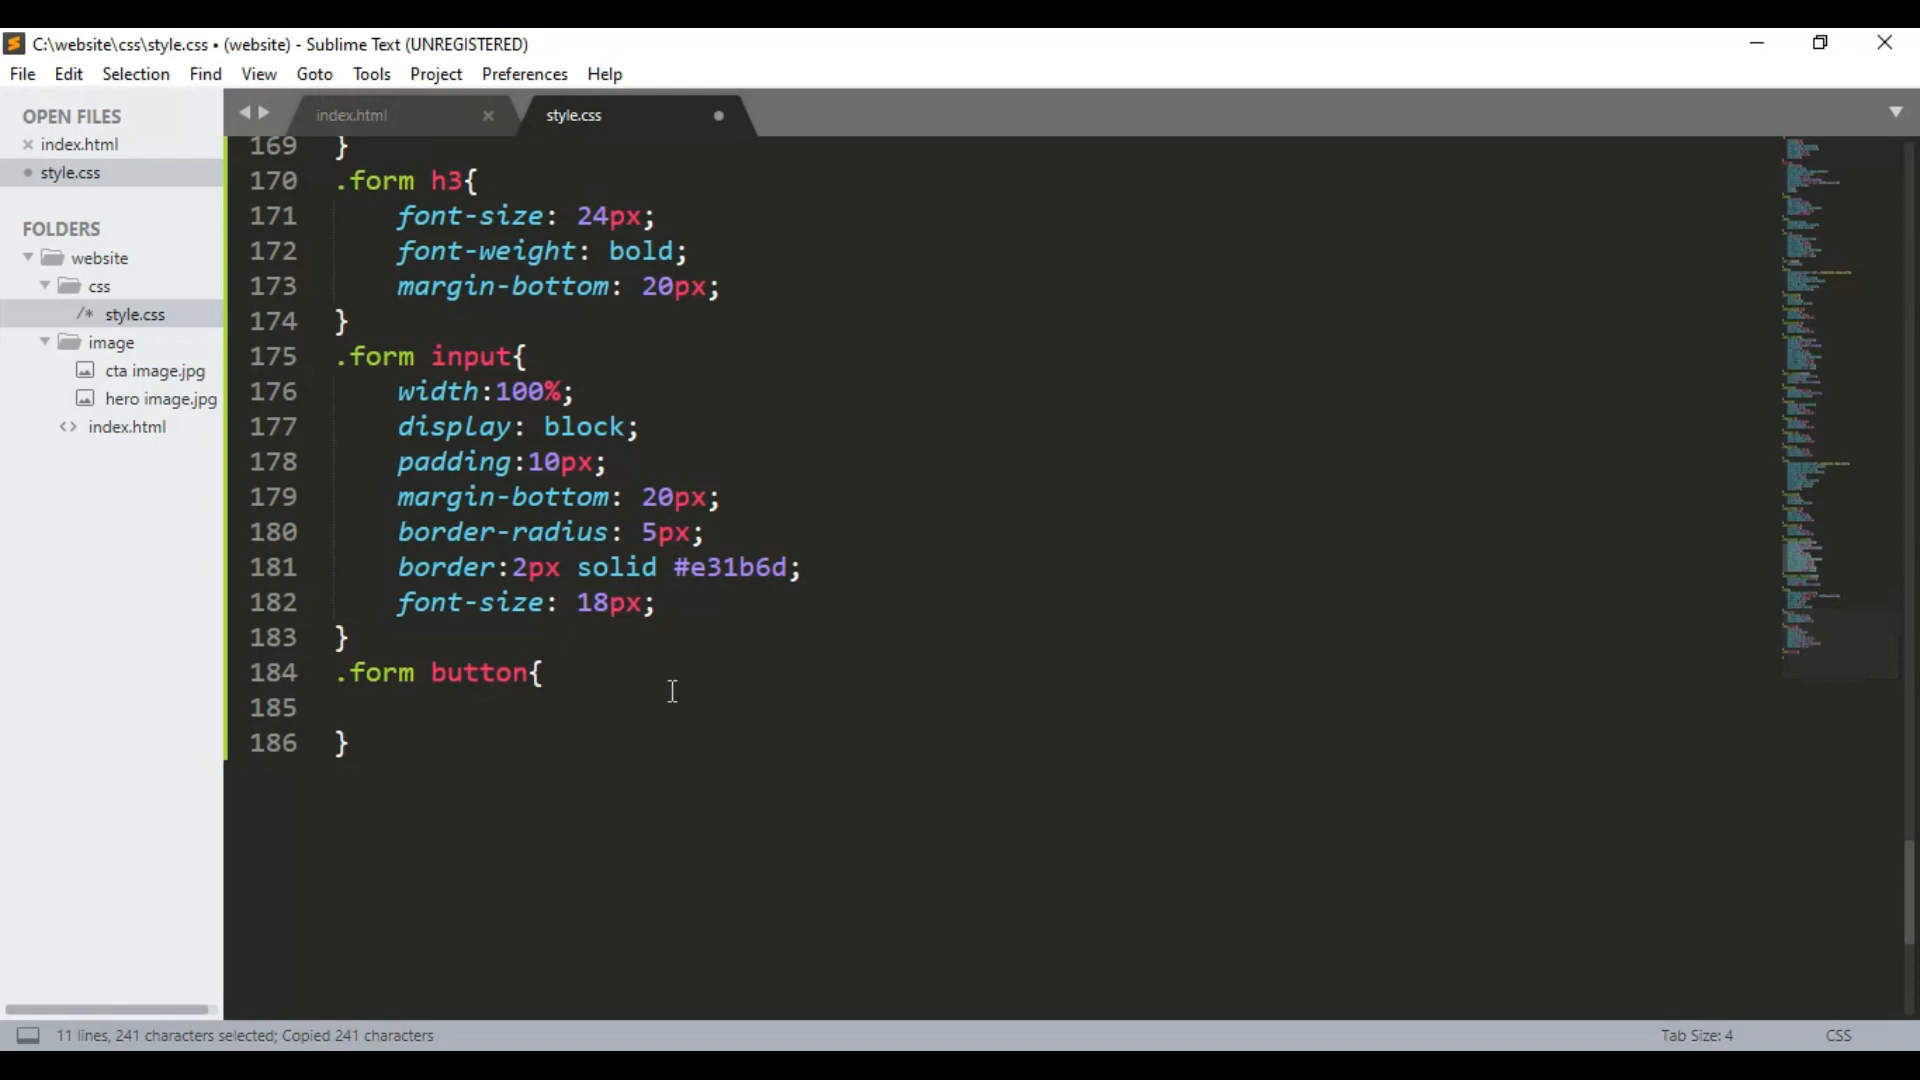 C:\website\css\style.css • (website) - Sublime Text (UNREGISTERED)
File Edit Selection Find View Goto Tools Project Preferences Help
OPEN FILES
index.html
style.css
FOLDERS
website
css
/* style.css
image
cta image.jpg
hero image.jpg
<> index.html
index.html
style.css
169 }
170 .form h3{
171 font-size: 24px;
172 font-weight: bold;
173 margin-bottom: 20px;
174 }
175 .form input{
176 width:100%;
177 display: block;
178 padding:10px;
179 margin-bottom: 20px;
180 border-radius: 5px;
181 border:2px solid #e31b6d;
182 font-size: 18px;
183 }
184 .form button{
185
186 }
11 lines, 241 characters selected; Copied 241 characters
Tab Size: 4
CSS